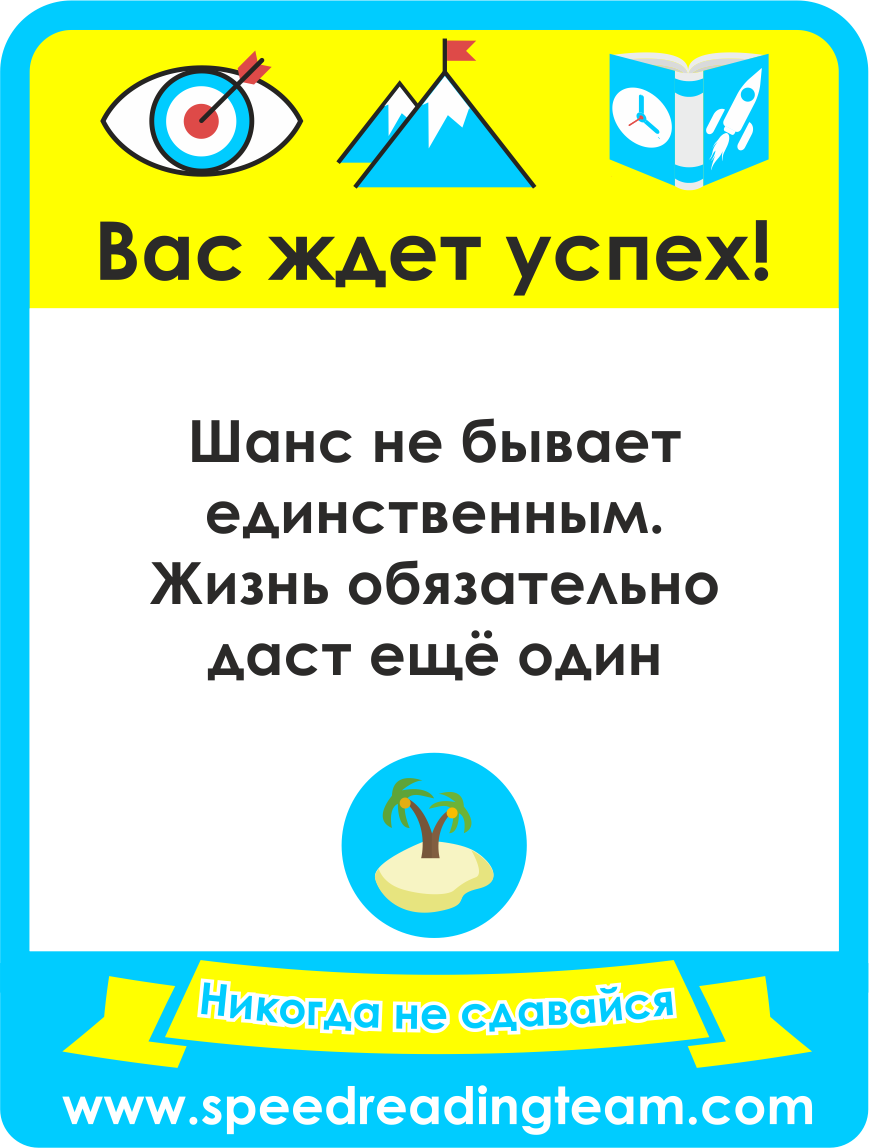 Вас ждет успех!
Шанс не бывает
единственным.
Жизнь обязательно
даст ещё один
Никогда не сдавайся
www.speedreadingteam.com